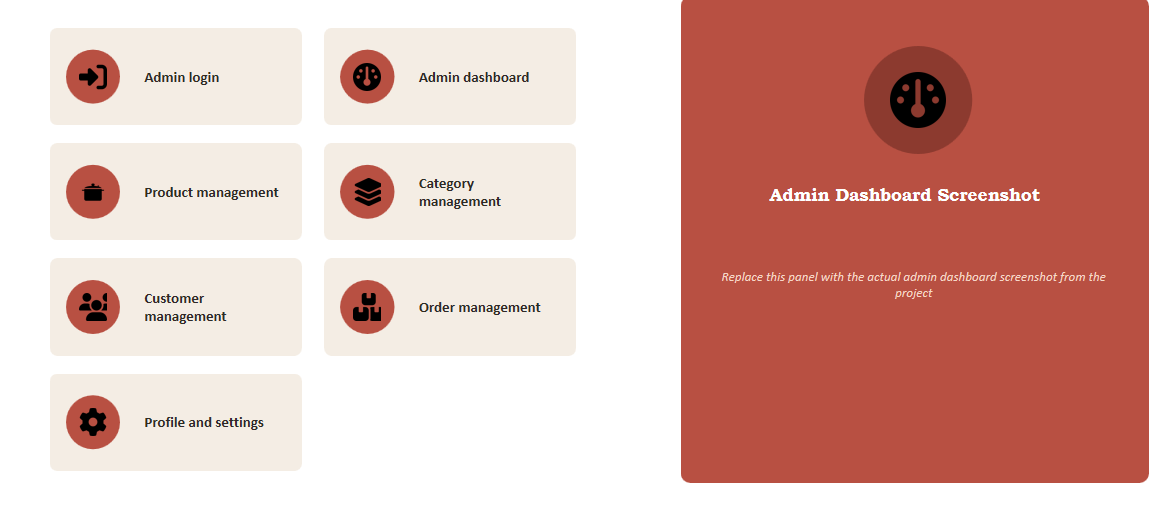 Admin login
Admin dashboard
Product management
Category
management
Customer
management
Order management
Profile and settings
Admin Dashboard Screenshot
Replace this panel with the actual admin dashboard screenshot from the
project